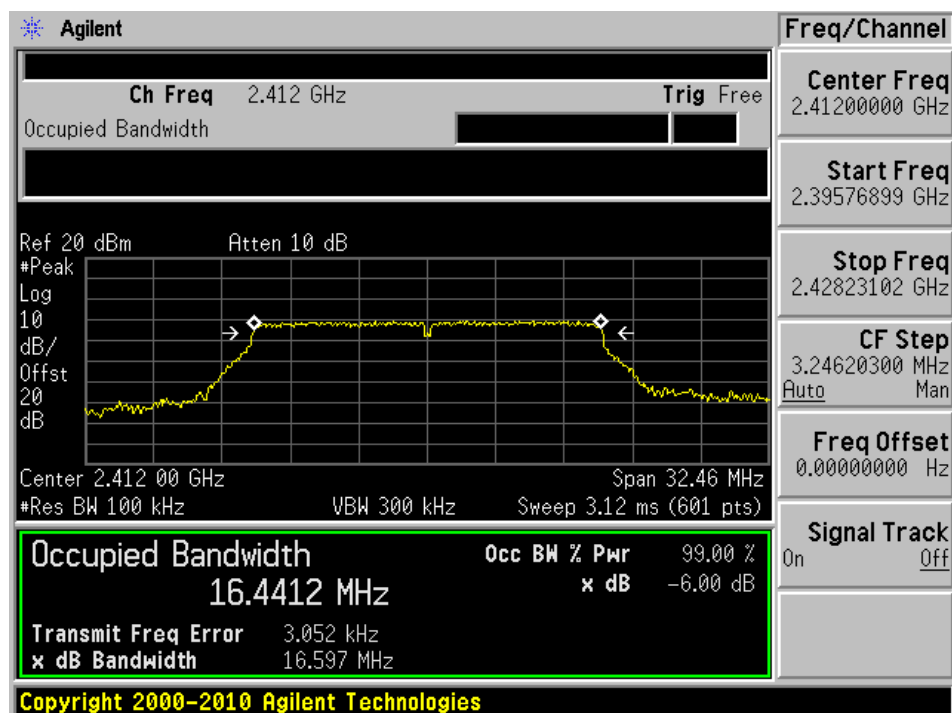 Agilent
Freq/Channel
Ch Freq 2.412 GHz Trig Free
Occupied Bandwidth
Center Freq
2.41200000 GHz
Start Freq
2.39576899 GHz
Stop Freq
2.42823102 GHz
CF Step
3.24620300 MHz
Auto Man
Freq Offset
0.00000000 Hz
Signal Track
On Off
Ref 20 dBm Atten 10 dB
#Peak
Log
10
dB/
Offst
20
dB
Center 2.412 00 GHz Span 32.46 MHz
#Res BW 100 kHz VBW 300 kHz Sweep 3.12 ms (601 pts)
Occupied Bandwidth Occ BW % Pwr 99.00 %
16.4412 MHz x dB -6.00 dB
Transmit Freq Error 3.052 kHz
x dB Bandwidth 16.597 MHz
Copyright 2000-2010 Agilent Technologies